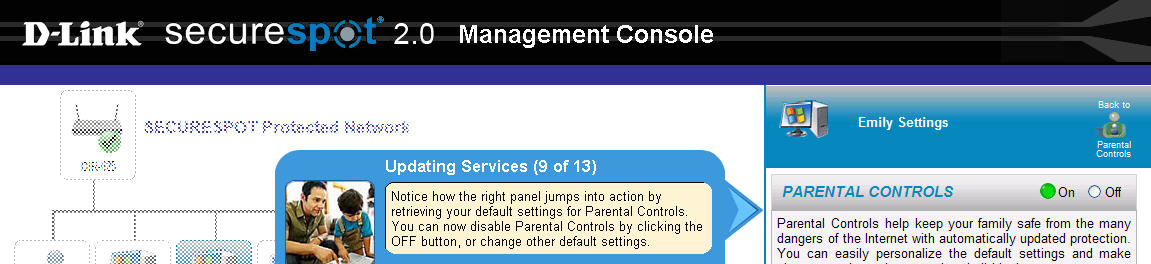 D-Link® securespot® 2.0 Management Console
SECURESPOT Protected Network
Updating Services (9 of 13)
Notice how the right panel jumps into action by
retrieving your default settings for Parental Controls.
You can now disable Parental Controls by clicking the
OFF button, or change other default settings.
Emily Settings
Back to
Parental
Controls
PARENTAL CONTROLS
On
Off
Parental Controls help keep your family safe from the many
dangers of the Internet with automatically updated protection.
You can easily personalize the default settings and make